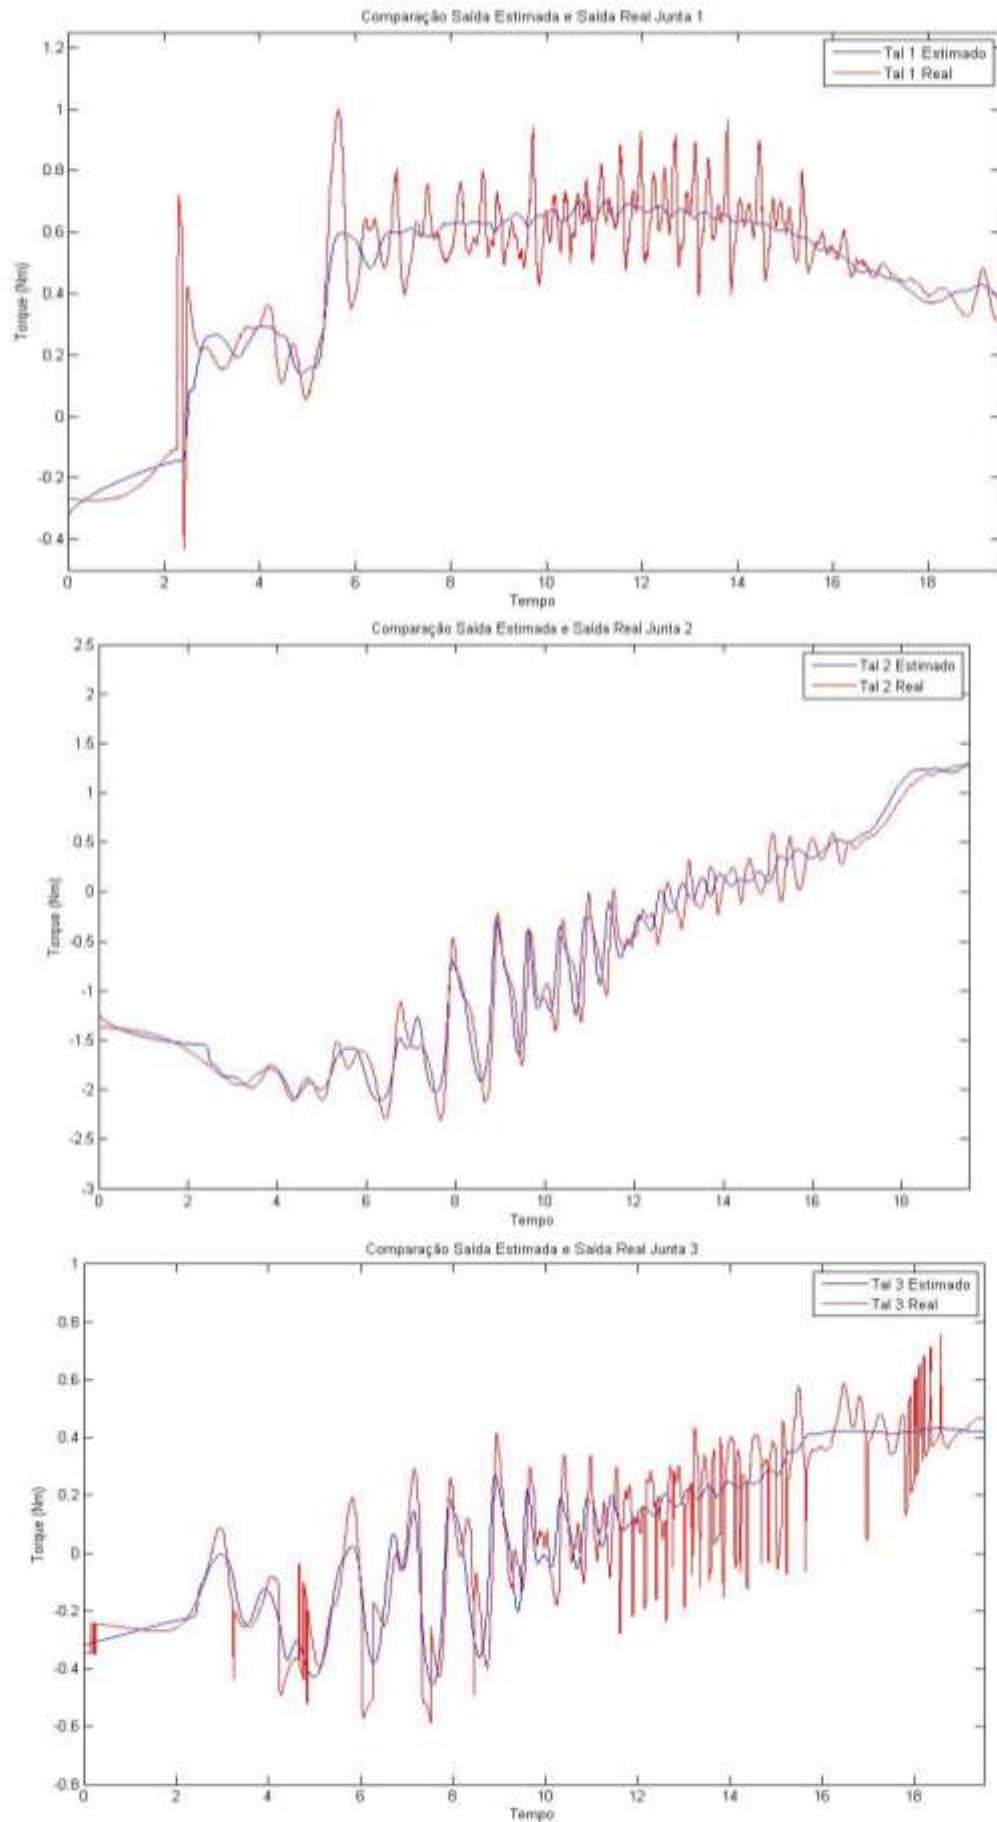 Comparação Saída Estimada e Saída Real Junta 1
Tal 1 Estimado
Tal 1 Real
1.2
1
0.8
0.6
0.4
0.2
0
-0.2
-0.4
Torque (Nm)
0 2 4 6 8 10 12 14 16 18
Tempo
Comparação Saída Estimada e Saída Real Junta 2
Tal 2 Estimado
Tal 2 Real
2.5
2
1.5
1
0.5
0
-0.5
-1
-1.5
-2
-2.5
-3
Torque (Nm)
0 2 4 6 8 10 12 14 16 18
Tempo
Comparação Saída Estimada e Saída Real Junta 3
Tal 3 Estimado
Tal 3 Real
1
0.8
0.6
0.4
0.2
0
-0.2
-0.4
-0.6
-0.8
Torque (Nm)
0 2 4 6 8 10 12 14 16 18
Tempo